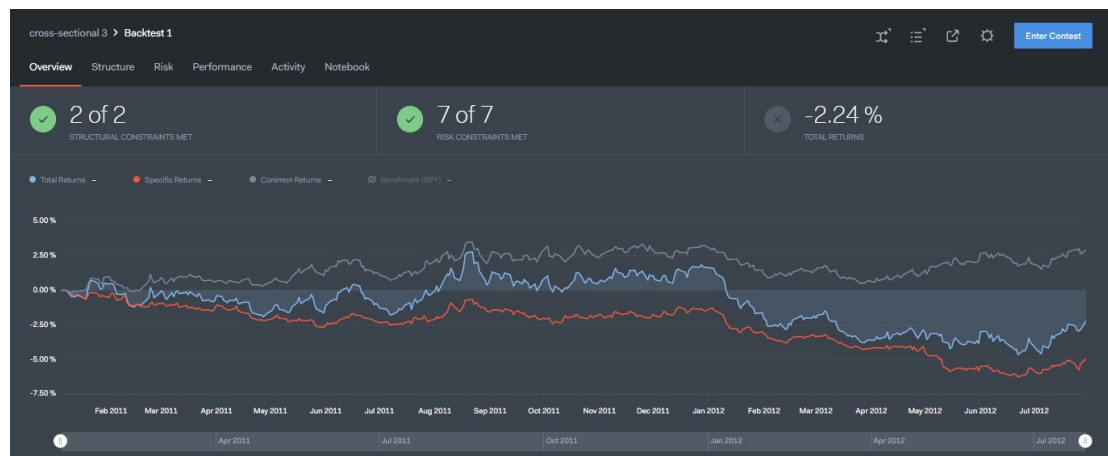 cross-sectional 3 > Backtest 1
Enter Contest
Overview Structure Risk Performance Activity Notebook
2 of 2
STRUCTURAL CONSTRAINTS MET
7 of 7
RISK CONSTRAINTS MET
-2.24 %
TOTAL RETURNS
Total Returns – Specific Returns – Common Returns – Benchmark (SPY) –
5.00 %
2.50 %
0.00 %
-2.50 %
-5.00 %
-7.50 %
Feb 2011 Mar 2011 Apr 2011 May 2011 Jun 2011 Jul 2011 Aug 2011 Sep 2011 Oct 2011 Nov 2011 Dec 2011 Jan 2012 Feb 2012 Mar 2012 Apr 2012 May 2012 Jun 2012 Jul 2012
Apr 2011 Jul 2011 Oct 2011 Jan 2012 Apr 2012 Jul 2012